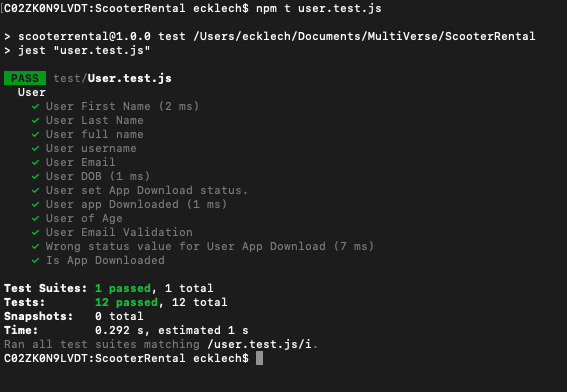 C02ZK0N9LVDT:ScooterRental ecklech$ npm t user.test.js
> scooterrental@1.0.0 test /Users/ecklech/Documents/MultiVerse/ScooterRental
> jest "user.test.js"
PASS test/User.test.js
User
✓ User First Name (2 ms)
✓ User Last Name
✓ User full name
✓ User username
✓ User Email
✓ User DOB (1 ms)
✓ User set App Download status.
✓ User app Downloaded (1 ms)
✓ User of Age
✓ User Email Validation
✓ Wrong status value for User App Download (7 ms)
✓ Is App Downloaded
Test Suites: 1 passed, 1 total
Tests: 12 passed, 12 total
Snapshots: 0 total
Time: 0.292 s, estimated 1 s
Ran all test suites matching /user.test.js/i.
C02ZK0N9LVDT:ScooterRental ecklech$